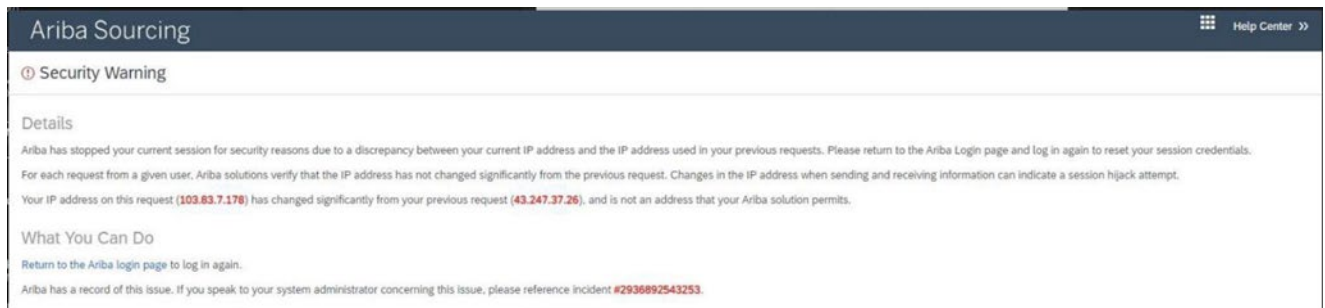 Ariba Sourcing
Help Center »
Security Warning
Details
Ariba has stopped your current session for security reasons due to a discrepancy between your current IP address and the IP address used in your previous requests. Please return to the Ariba Login page and log in again to reset your session credentials.
For each request from a given user, Ariba solutions verify that the IP address has not changed significantly from the previous request. Changes in the IP address when sending and receiving information can indicate a session hijack attempt.
Your IP address on this request (103.83.7.178) has changed significantly from your previous request (43.247.37.26), and is not an address that your Ariba solution permits.
What You Can Do
Return to the Ariba login page to log in again.
Ariba has a record of this issue. If you speak to your system administrator concerning this issue, please reference incident #2936892543253.